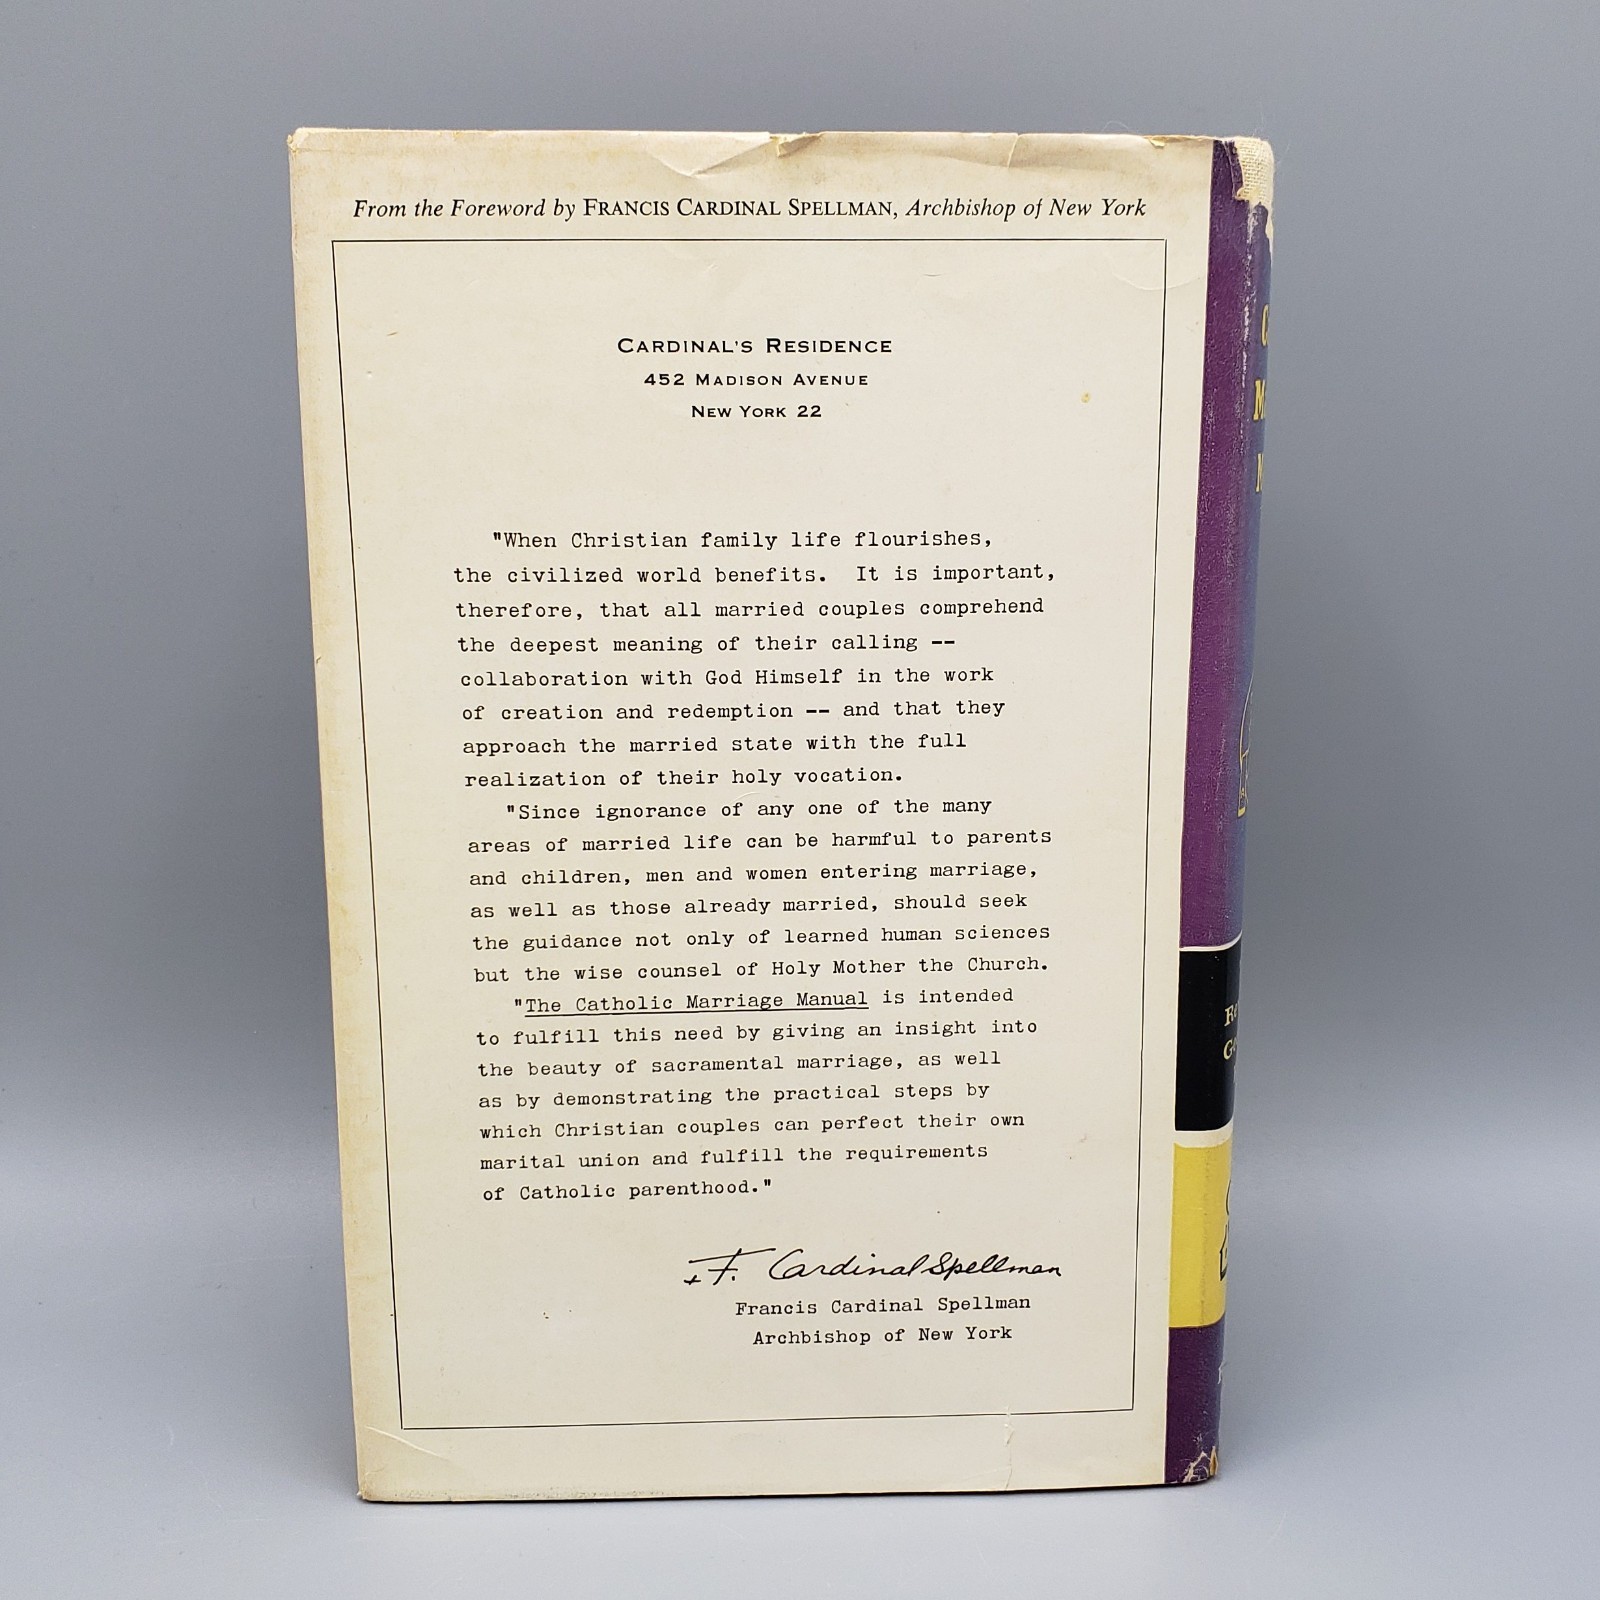 From the Foreword by FRANCIS CARDINAL SPELLMAN, Archbishop of New York
CARDINAL'S RESIDENCE
452 MADISON AVENUE
NEW YORK 22
"When Christian family life flourishes,
the civilized world benefits. It is important,
therefore, that all married couples comprehend
the deepest meaning of their calling --
collaboration with God Himself in the work
of creation and redemption -- and that they
approach the married state with the full
realization of their holy vocation.
"Since ignorance of any one of the many
areas of married life can be harmful to parents
and children, men and women entering marriage,
as well as those already married, should seek
the guidance not only of learned human sciences
but the wise counsel of Holy Mother the Church.
"The Catholic Marriage Manual is intended
to fulfill this need by giving an insight into
the beauty of sacramental marriage, as well
as by demonstrating the practical steps by
which Christian couples can perfect their own
marital union and fulfill the requirements
of Catholic parenthood."
F. Cardinal Spellman
Francis Cardinal Spellman
Archbishop of New York